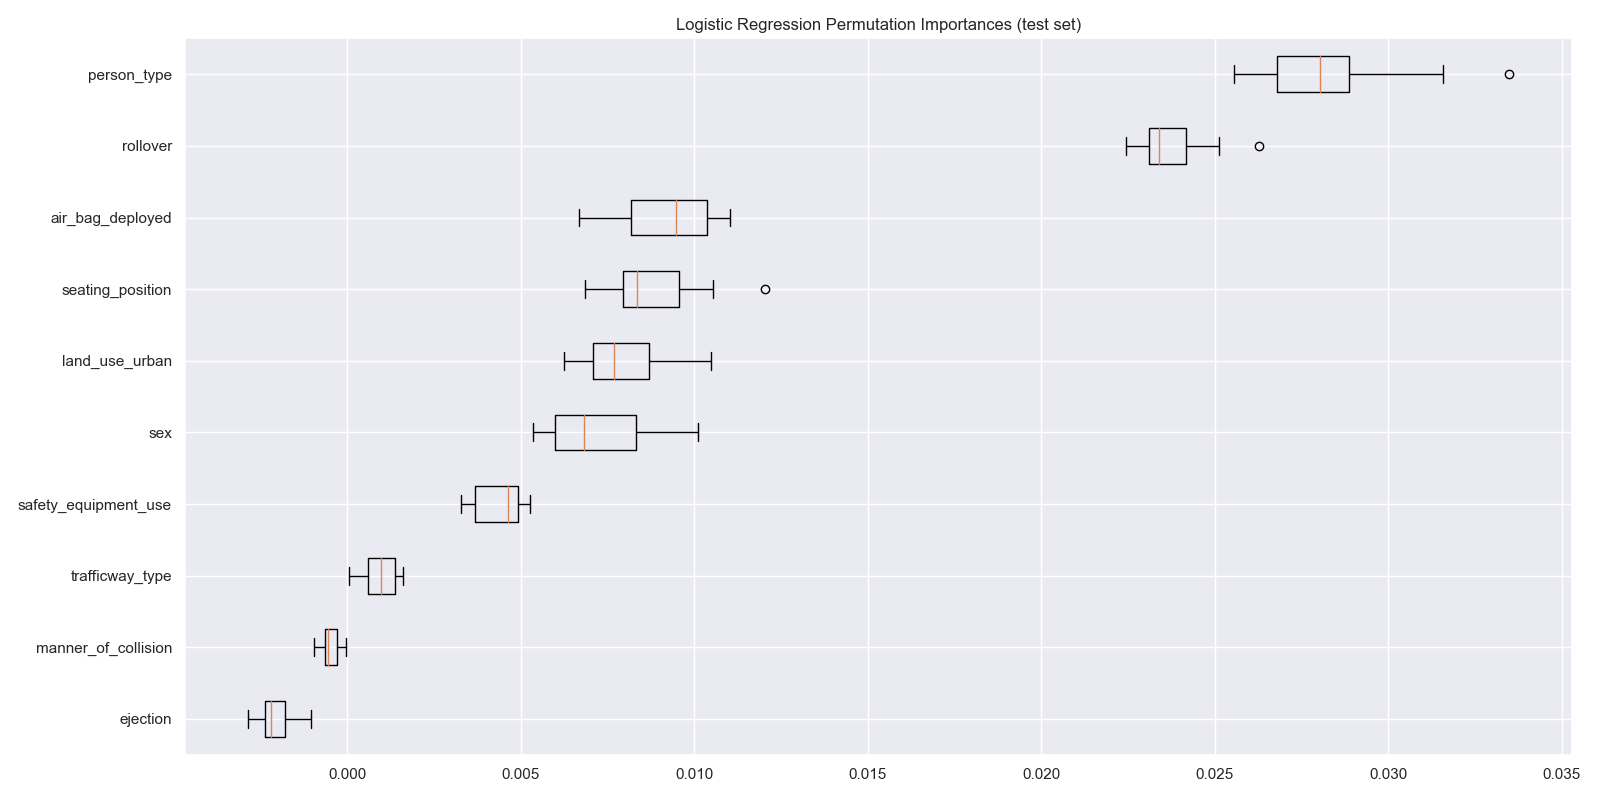 Logistic Regression Permutation Importances (test set)
person_type
rollover
air_bag_deployed
seating_position
land_use_urban
sex
safety_equipment_use
trafficway_type
manner_of_collision
ejection
0.000 0.005 0.010 0.015 0.020 0.025 0.030 0.035